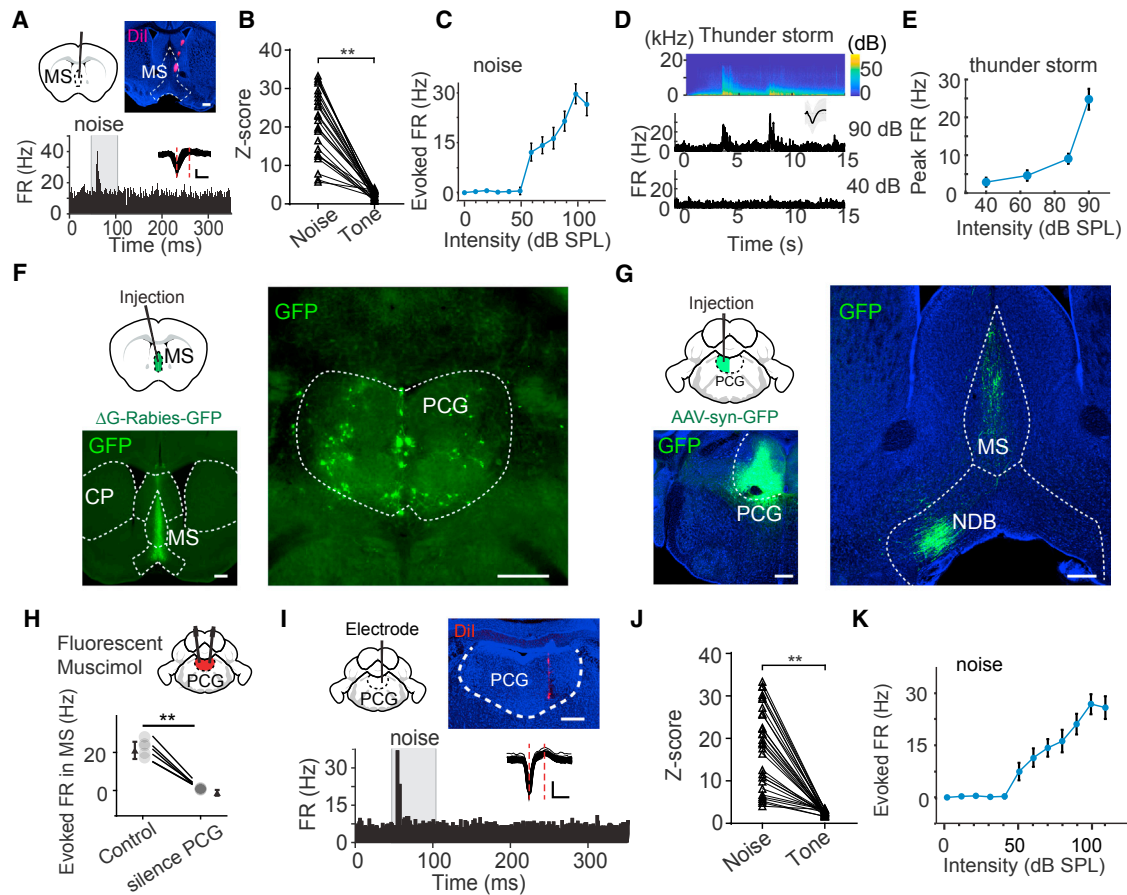 A
MS
DiI
MS
noise
FR (Hz)
40
20
0
0
100
200
300
Time (ms)
B
**
Z-score
40
30
20
10
0
Noise
Tone
C
noise
Evoked FR (Hz)
45
30
15
0
0
50
100
Intensity (dB SPL)
D
Thunder storm
(kHz)
20
0
(dB)
50
0
FR (Hz)
20
0
90 dB
0
5
10
15
20
0
40 dB
0
5
10
15
Time (s)
E
thunder storm
Peak FR (Hz)
30
20
10
0
40
60
80
90
Intensity (dB SPL)
F
Injection
MS
ΔG-Rabies-GFP
GFP
CP
MS
GFP
PCG
G
Injection
PCG
AAV-syn-GFP
GFP
PCG
GFP
MS
NDB
H
Fluorescent
Muscimol
PCG
**
Evoked FR in MS (Hz)
20
0
Control
silence PCG
I
Electrode
PCG
DiI
PCG
noise
FR (Hz)
30
15
0
0
100
200
300
Time (ms)
J
**
Z-score
40
30
20
10
0
Noise
Tone
K
noise
Evoked FR (Hz)
30
15
0
0
50
100
Intensity (dB SPL)